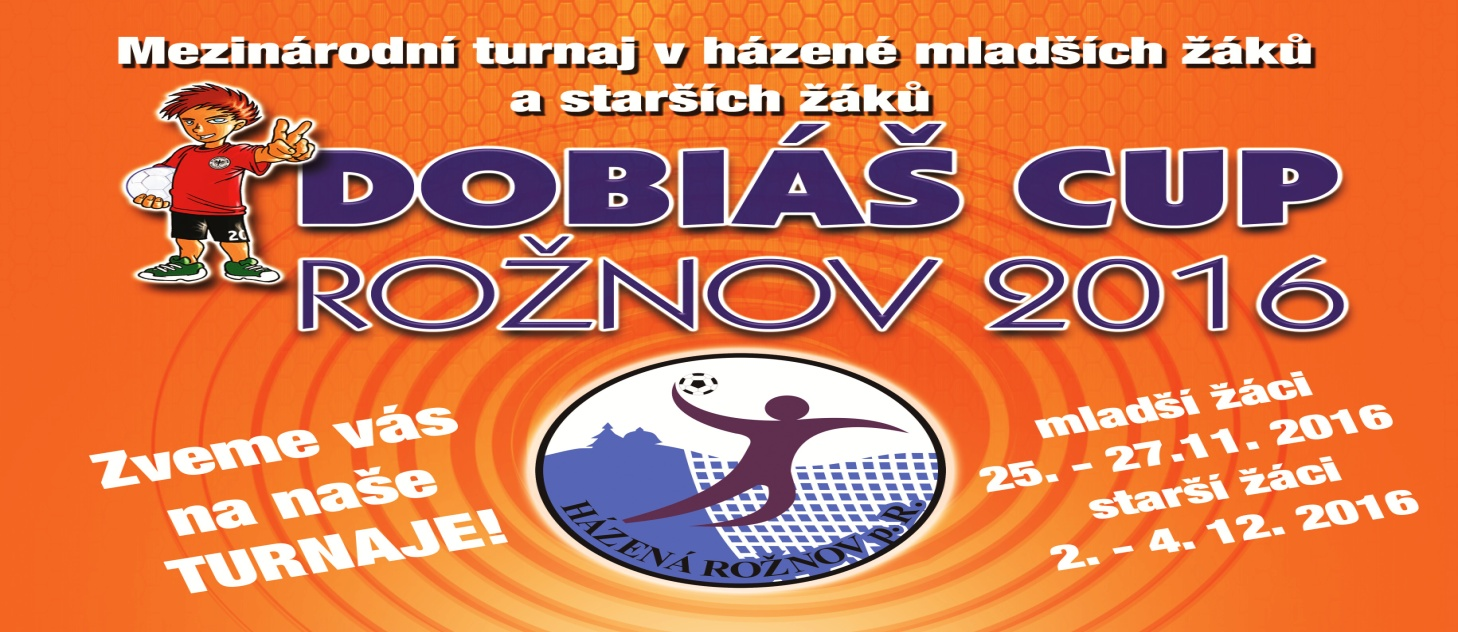 Mezinárodní turnaj v házené mladších žáků
a starších žáků
DOBIÁŠ CUP
ROŽNOV 2016
Zveme vás
na naše
TURNAJE!
mladší žáci
25. - 27.11. 2016
starší žáci
2. - 4. 12. 2016
HÁZENÁ ROŽNOV p.R.